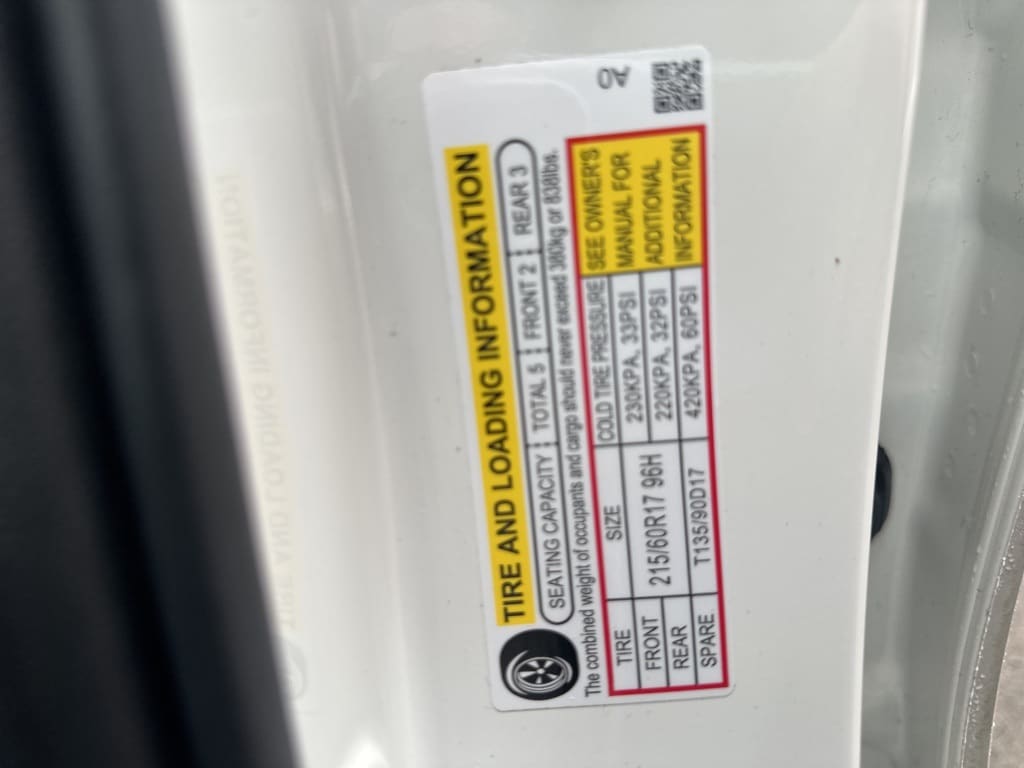 TIRE AND LOADING INFORMATION
SEATING CAPACITY TOTAL 5 FRONT 2 REAR 3
The combined weight of occupants and cargo should never exceed 380kg or 838lbs.
TIRE SIZE COLD TIRE PRESSURE
FRONT 215/60R17 96H 230KPA, 33PSI
REAR 220KPA, 32PSI
SPARE T135/90D17 420KPA, 60PSI
SEE OWNER'S
MANUAL FOR
ADDITIONAL
INFORMATION